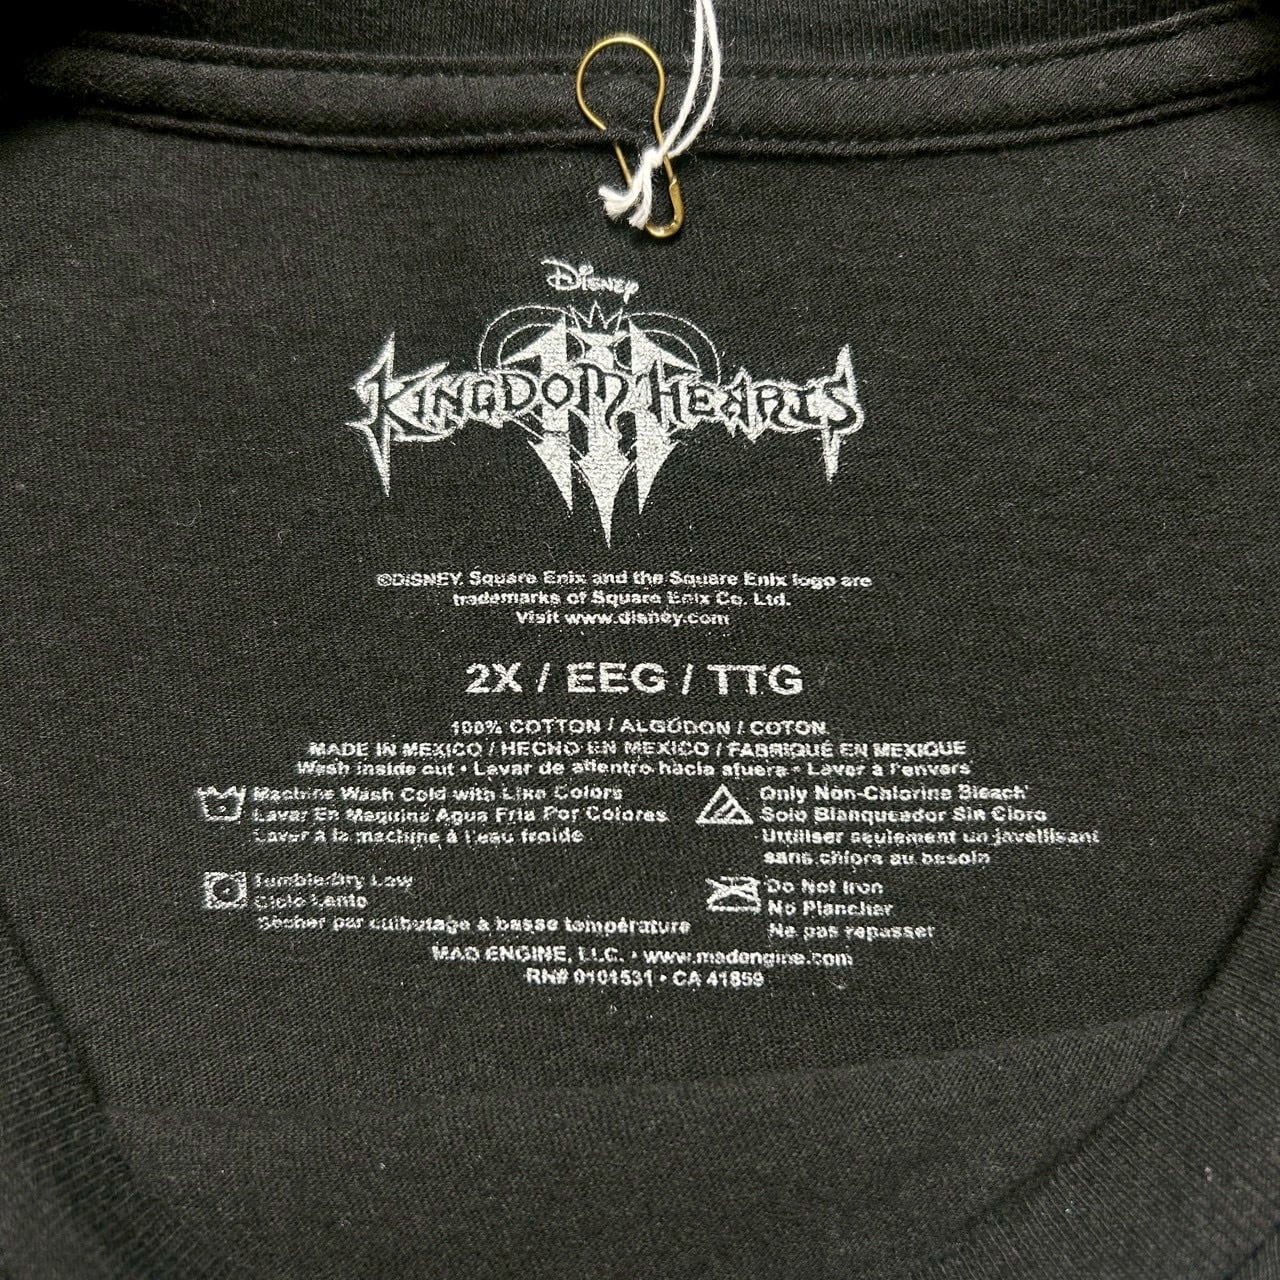 Disney
KINGDOM HEARTS
III
©DISNEY. Square Enix and the Square Enix logo are
trademarks of Square Enix Co. Ltd.
Visit www.disney.com
2X / EEG / TTG
100% COTTON / ALGÓDON / COTON
MADE IN MEXICO / HECHO EN MEXICO / FABRIQUÉ EN MEXIQUE
Wash inside out • Lavar de adentro hacia afuera • Laver à l'envers
Machine Wash Cold with Like Colors
Lavar En Maquina Agua Fria Por Colores
Laver à la machine à l'eau froide
Only Non-Chlorine Bleach
Solo Blanqueador Sin Cloro
Utiliser seulement un javellisant
sans chlore au besoin
Tumble Dry Low
Ciclo Lento
Sécher par culbutage à basse température
Do Not Iron
No Planchar
Ne pas repasser
MAD ENGINE, LLC. • www.madengine.com
RN# 0101531 • CA 41859